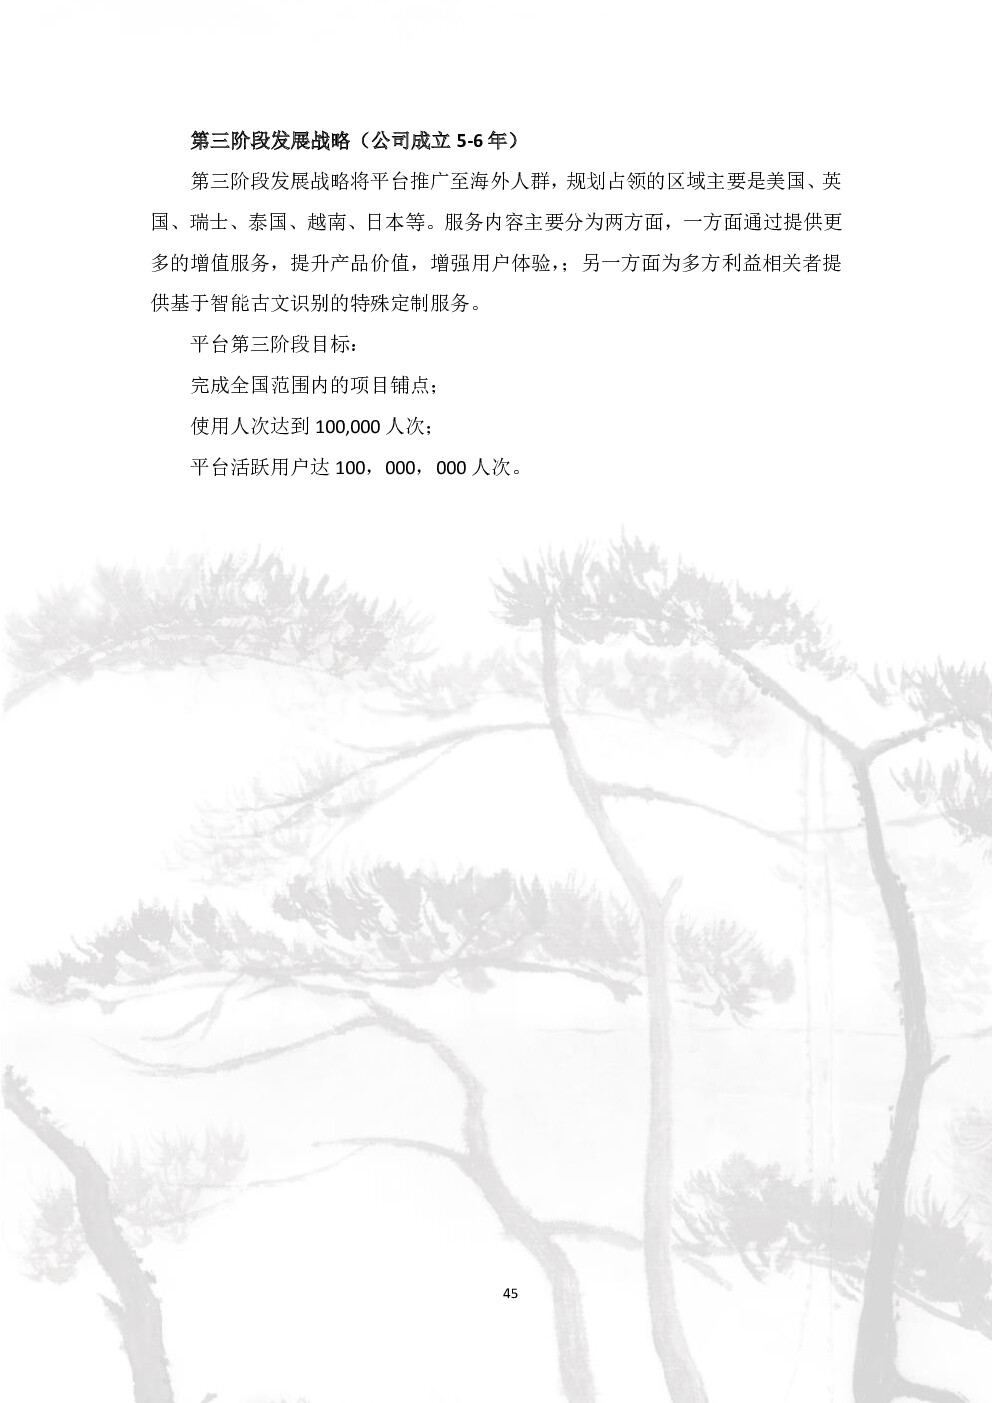 第三阶段发展战略（公司成立 5-6 年）
第三阶段发展战略将平台推广至海外人群，规划占领的区域主要是美国、英
国、瑞士、泰国、越南、日本等。服务内容主要分为两方面，一方面通过提供更
多的增值服务，提升产品价值，增强用户体验，；另一方面为多方利益相关者提
供基于智能古文识别的特殊定制服务。
平台第三阶段目标：
完成全国范围内的项目铺点；
使用人次达到 100,000 人次；
平台活跃用户达 100，000，000 人次。
45